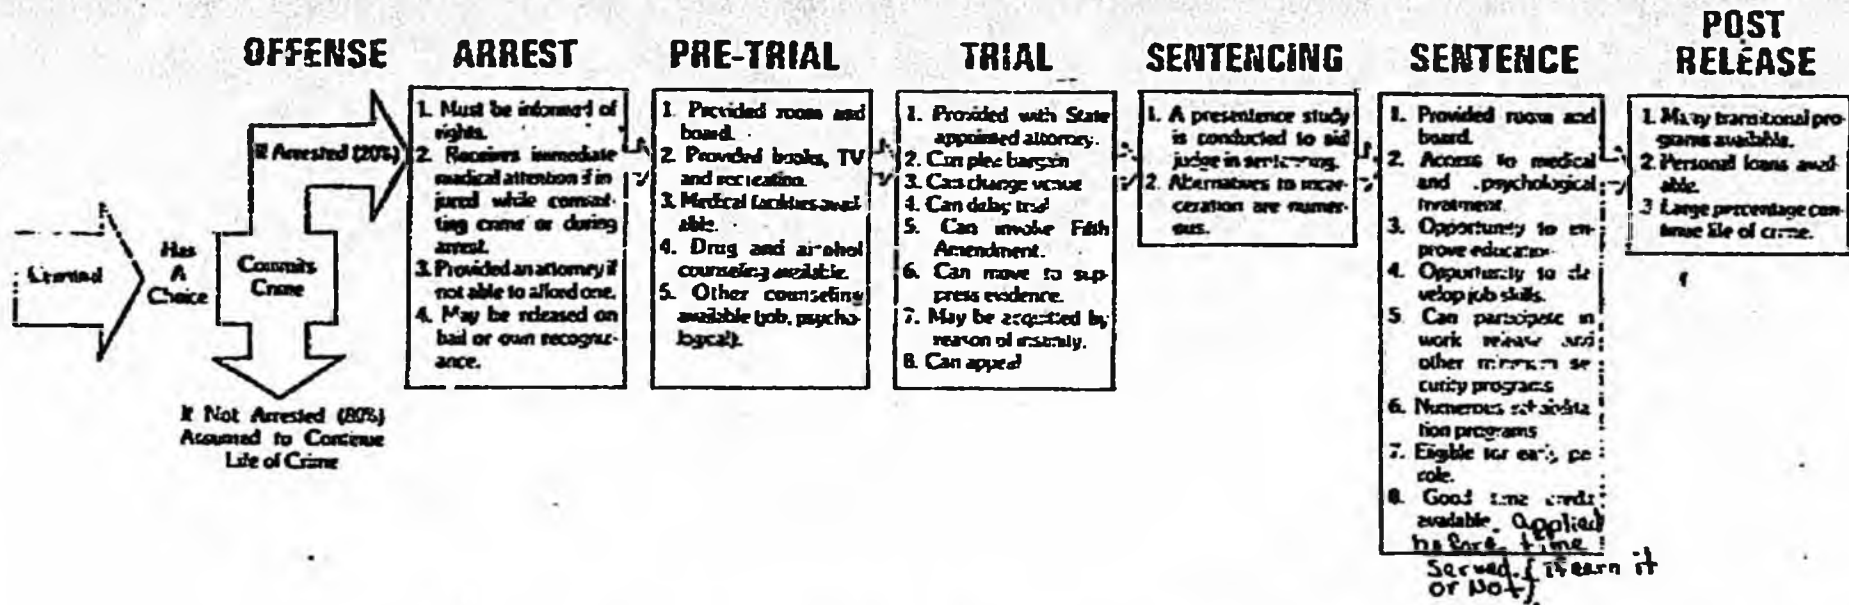 OFFENSE
If Arrested (20%)
Criminal
Has
A
Choice
Commits
Crime
If Not Arrested (80%)
Assumed to Continue
Life of Crime
ARREST
1. Must be informed of
rights.
2. Receives immediate
medical attention if in-
jured while commit-
ting crime or during
arrest.
3. Provided an attorney if
not able to afford one.
4. May be released on
bail or own recogniz-
ance.
PRE-TRIAL
1. Provided room and
board.
2. Provided books, TV
and recreation.
3. Medical facilities avail-
able.
4. Drug and alcohol
counseling available.
5. Other counseling
available (job, psycho-
logical).
TRIAL
1. Provided with State
appointed attorney.
2. Can plea bargain
3. Can change venue
4. Can delay trial
5. Can invoke Fifth
Amendment.
6. Can move to sup-
press evidence.
7. May be acquitted by
reason of insanity.
8. Can appeal
SENTENCING
1. A presentence study
is conducted to aid
judge in sentencing.
2. Alternatives to incar-
ceration are numer-
ous.
SENTENCE
1. Provided room and
board.
2. Access to medical
and psychological
treatment.
3. Opportunity to im-
prove education.
4. Opportunity to de
velop job skills.
5. Can participate in
work release and
other minimum se
curity programs
6. Numerous rehabilita
tion programs
7. Eligible for early pa
role.
8. Good time credit
available. applied
before time
Served. (if earn it
or Not)
POST
RELEASE
1. Many transitional pro-
grams available.
2. Personal loans avail-
able.
3 Large percentage con-
tinue life of crime.